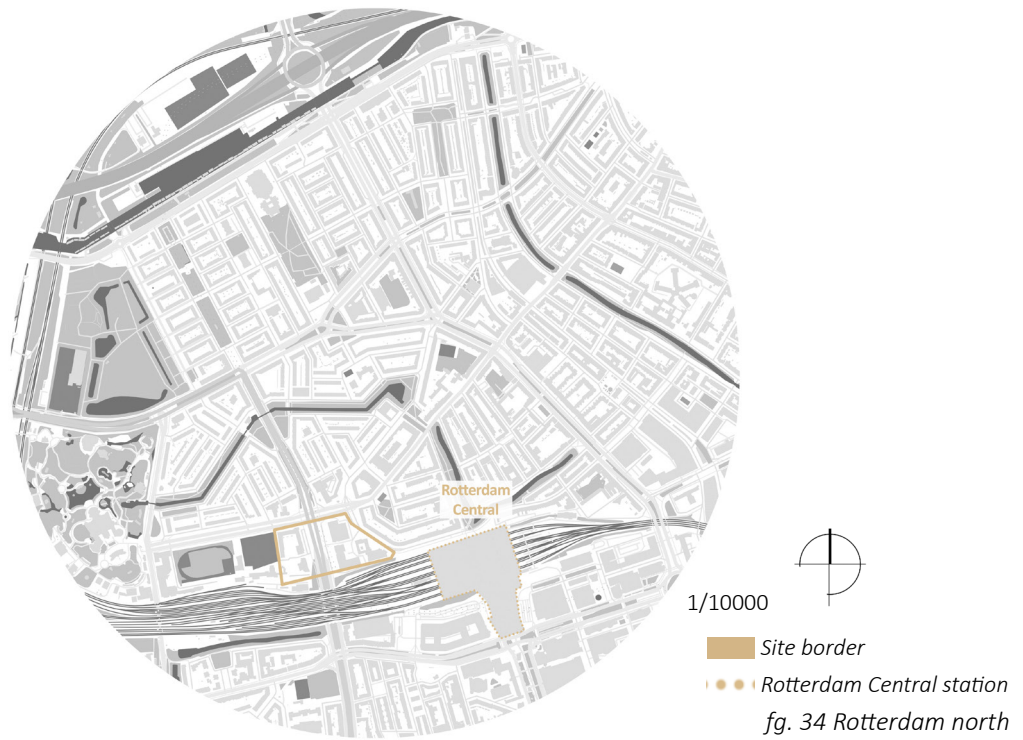 Rotterdam
Central
1/10000
Site border
Rotterdam Central station
fg. 34 Rotterdam north